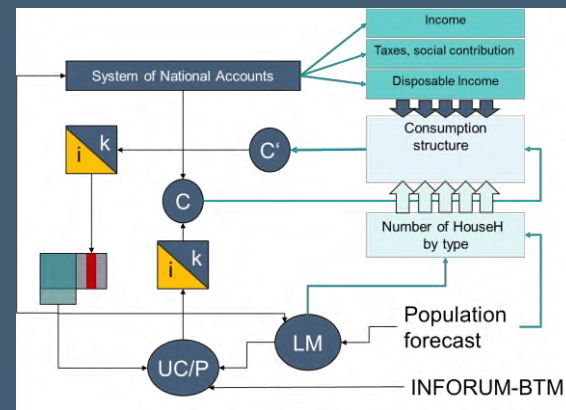 Income
Taxes, social contribution
System of National Accounts
Disposable Income
Consumption
structure
k
i
C'
C
k
i
Number of HouseH
by type
Population
forecast
LM
UC/P
INFORUM-BTM